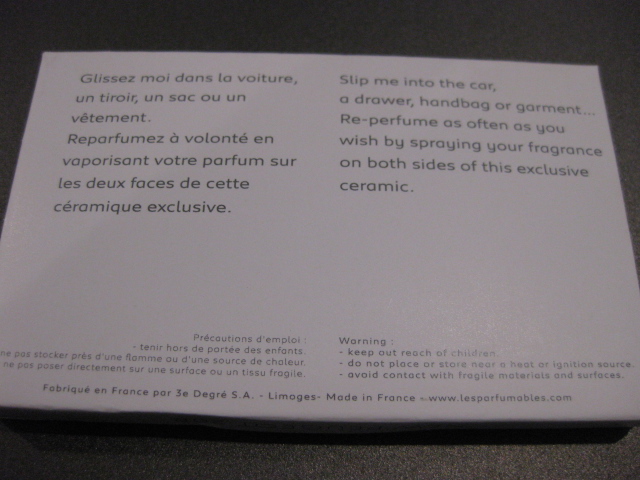 Glissez moi dans la voiture,
un tiroir, un sac ou un
vêtement.
Reparfumez à volonté en
vaporisant votre parfum sur
les deux faces de cette
céramique exclusive.
Slip me into the car,
a drawer, handbag or garment...
Re-perfume as often as you
wish by spraying your fragrance
on both sides of this exclusive
ceramic.
Précautions d'emploi :
- tenir hors de portée des enfants.
ne pas stocker près d'une flamme ou d'une source de chaleur.
ne pas poser directement sur une surface ou un tissu fragile.
Warning :
- keep out reach of children.
- do not place or store near a heat or ignition source.
- avoid contact with fragile materials and surfaces.
Fabriqué en France par 3e Degré S.A. - Limoges- Made in France - www.lesparfumables.com